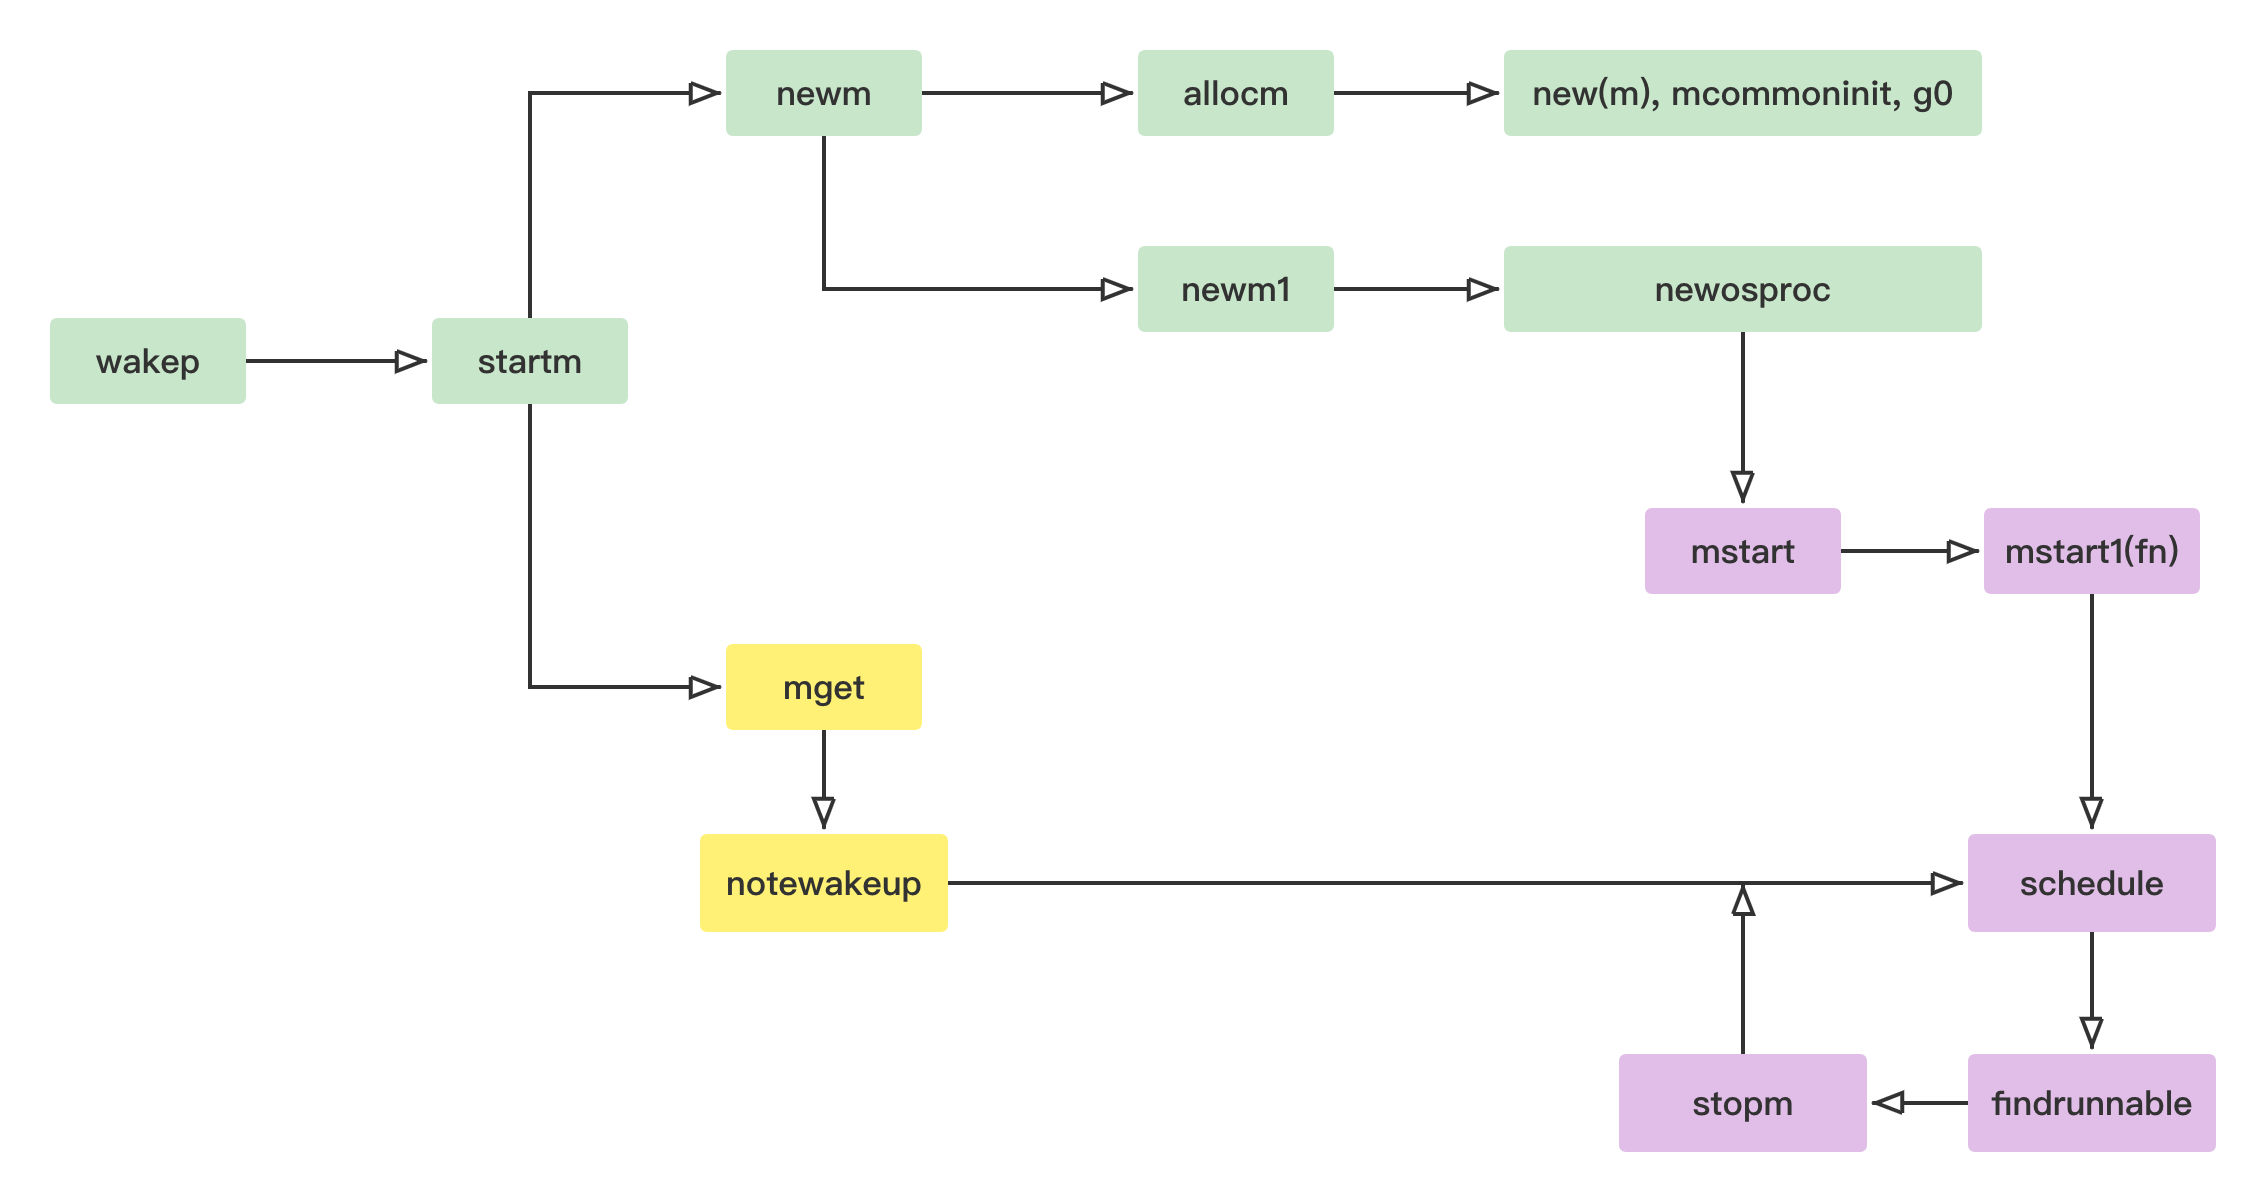 newm
allocm
new(m), mcommoninit, g0
newm1
newosproc
wakep
startm
mstart
mstart1(fn)
mget
notewakeup
schedule
stopm
findrunnable